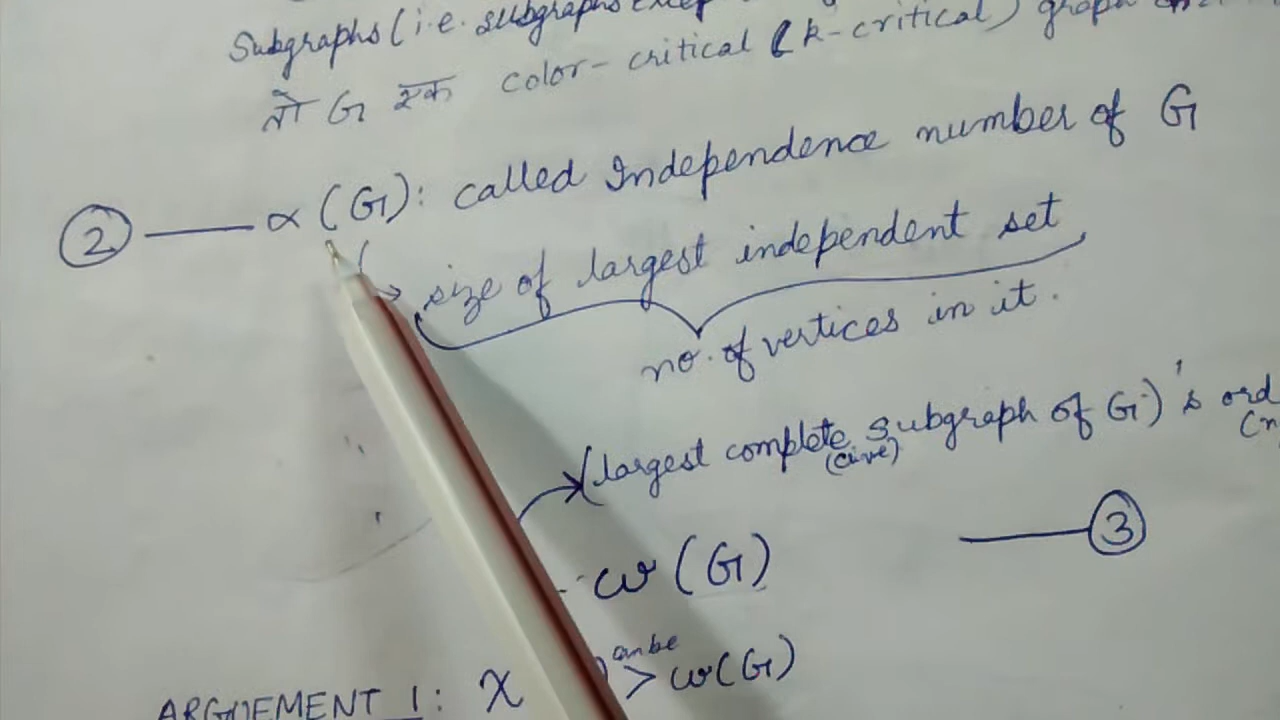 Subgraphs (i.e. subgraphs except
तो G एक color-critical (k-critical) graph
② — α (G): called Independence number of G
→ size of largest independent set
no. of vertices in it.
(largest complete subgraph of G)'s ord
ω (G) — ③
ARGUEMENT 1: χ can be > ω(G)